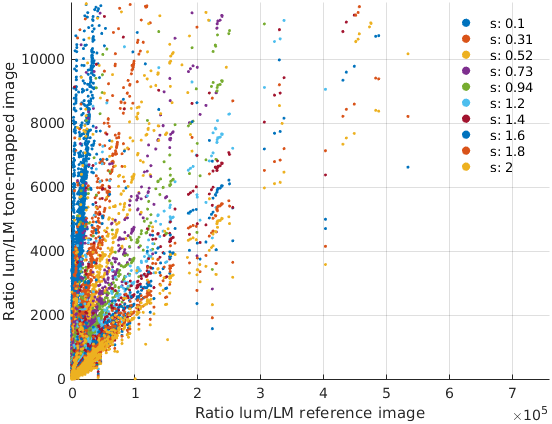 Ratio lum/LM tone-mapped image
10000
8000
6000
4000
2000
0
s: 0.1
s: 0.31
s: 0.52
s: 0.73
s: 0.94
s: 1.2
s: 1.4
s: 1.6
s: 1.8
s: 2
0 1 2 3 4 5 6 7
Ratio lum/LM reference image
×10⁵